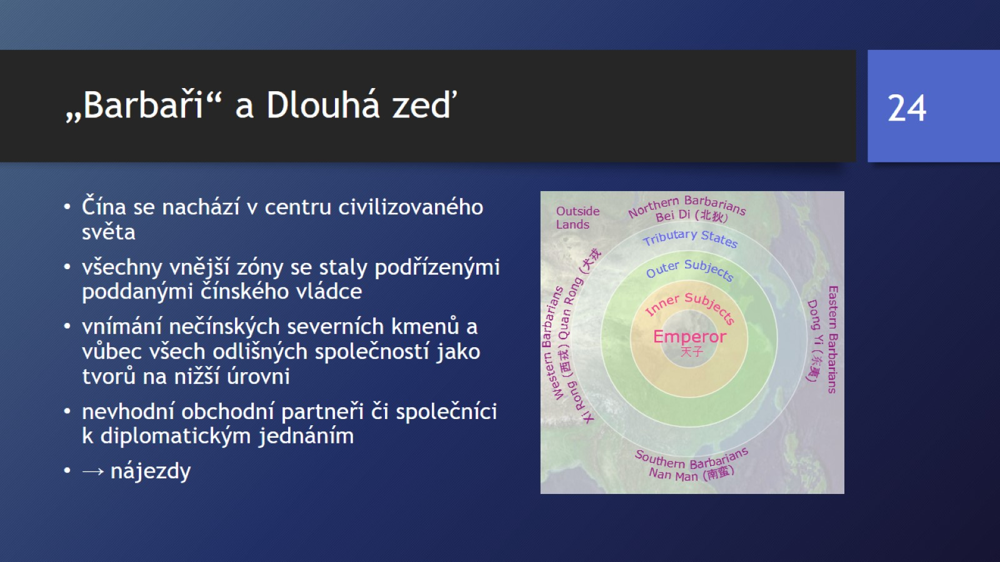 „Barbaři“ a Dlouhá zeď
24
• Čína se nachází v centru civilizovaného
světa
• všechny vnější zóny se staly podřízenými
poddanými čínského vládce
• vnímání nečínských severních kmenů a
vůbec všech odlišných společností jako
tvorů na nižší úrovni
• nevhodní obchodní partneři či společníci
k diplomatickým jednáním
• → nájezdy
Outside
Lands
Northern Barbarians
Bei Di (北狄)
Tributary States
Outer Subjects
Inner Subjects
Emperor
天子
Western Barbarians
Xi Rong (西戎) Quan Rong (犬戎)
Eastern Barbarians
Dong Yi (东夷)
Southern Barbarians
Nan Man (南蛮)